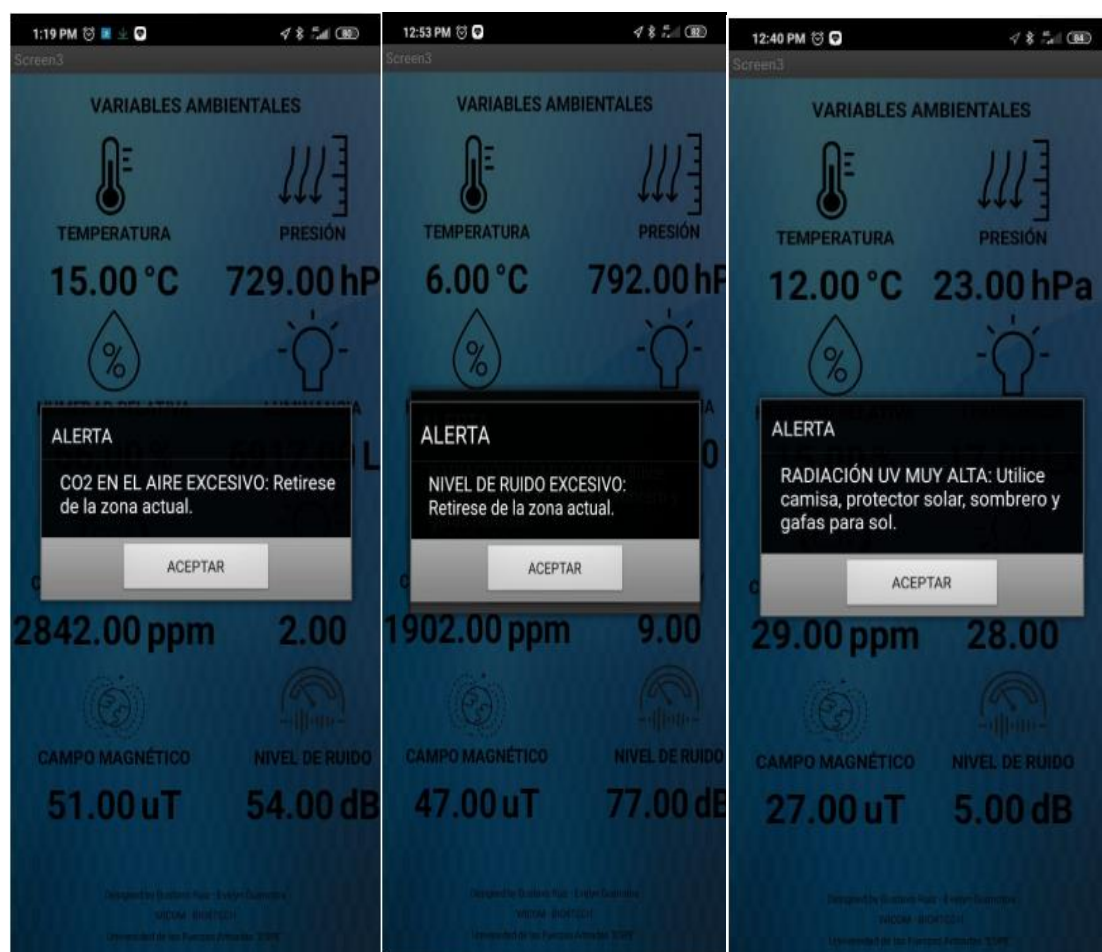 1:19 PM
80
Screen3
VARIABLES AMBIENTALES
TEMPERATURA PRESIÓN
15.00 °C 729.00 hP
%
ALERTA
CO2 EN EL AIRE EXCESIVO: Retirese
de la zona actual.
ACEPTAR
2842.00 ppm 2.00
CAMPO MAGNÉTICO NIVEL DE RUIDO
51.00 uT 54.00 dB
12:53 PM
82
Screen3
VARIABLES AMBIENTALES
TEMPERATURA PRESIÓN
6.00 °C 792.00 hP
%
ALERTA
NIVEL DE RUIDO EXCESIVO:
Retirese de la zona actual.
ACEPTAR
1902.00 ppm 9.00
CAMPO MAGNÉTICO NIVEL DE RUIDO
47.00 uT 77.00 dB
12:40 PM
84
Screen3
VARIABLES AMBIENTALES
TEMPERATURA PRESIÓN
12.00 °C 23.00 hPa
%
ALERTA
RADIACIÓN UV MUY ALTA: Utilice
camisa, protector solar, sombrero y
gafas para sol.
ACEPTAR
29.00 ppm 28.00
CAMPO MAGNÉTICO NIVEL DE RUIDO
27.00 uT 5.00 dB